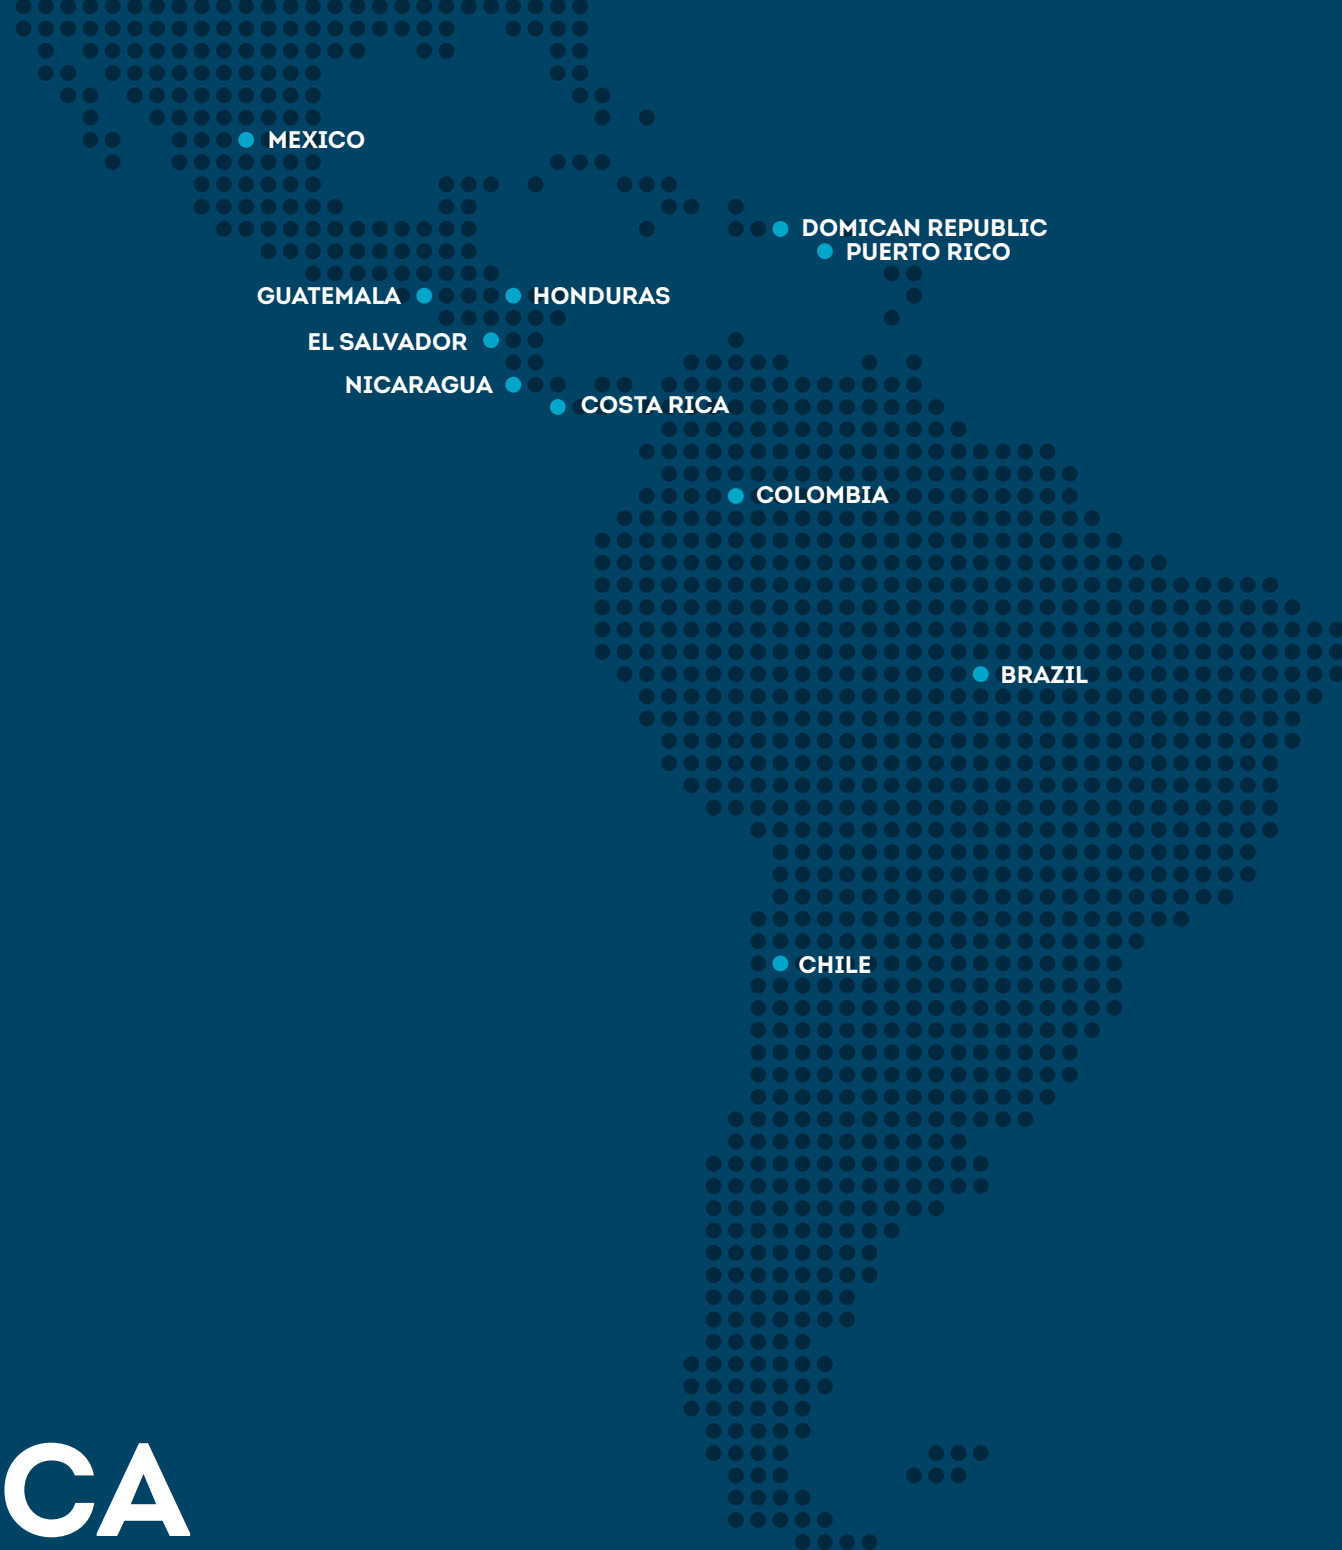 MEXICO
DOMICAN REPUBLIC
PUERTO RICO
GUATEMALA
HONDURAS
EL SALVADOR
NICARAGUA
COSTA RICA
COLOMBIA
BRAZIL
CHILE
CA